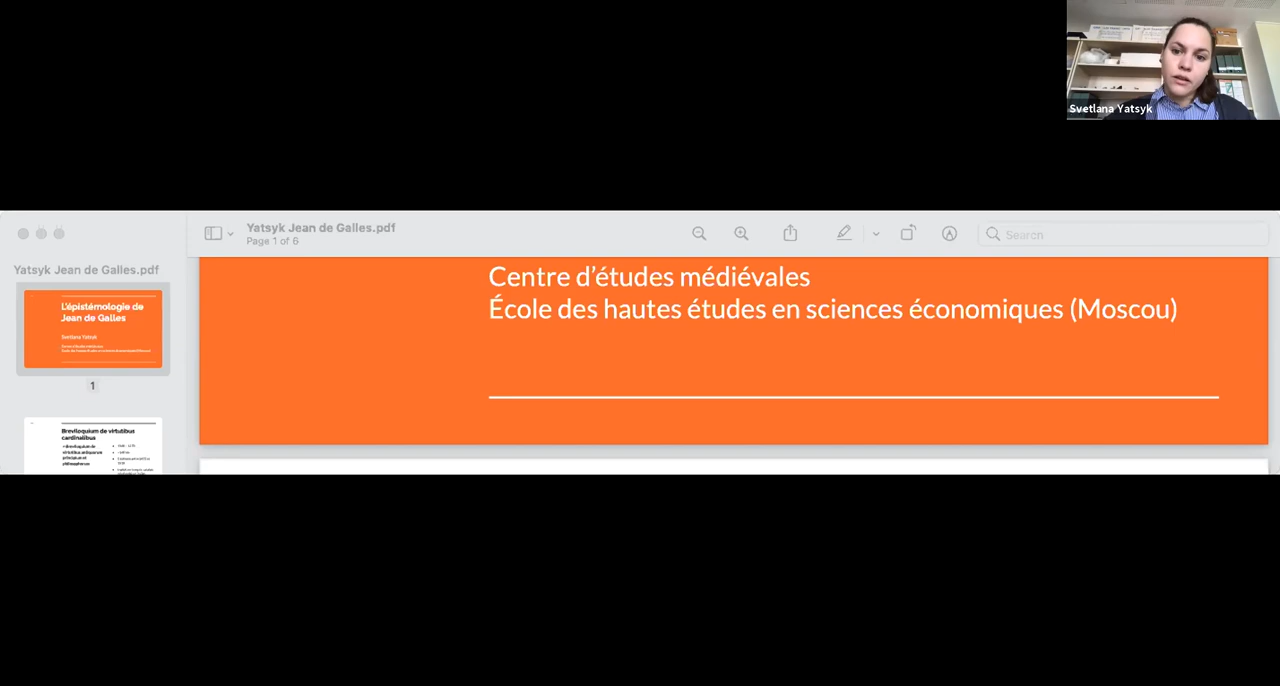 Svetlana Yatsyk
Yatsyk Jean de Galles.pdf
Page 1 of 6
Search
Yatsyk Jean de Galles.pdf
L'épistémologie de
Jean de Galles
Svetlana Yatsyk
1
Breviloquium de virtutibus
cardinalibus
Centre d’études médiévales
École des hautes études en sciences économiques (Moscou)